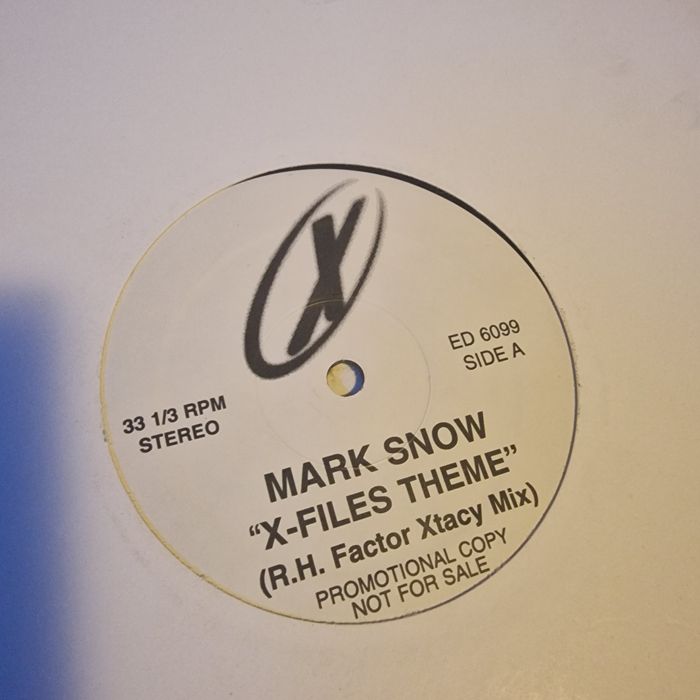 X
ED 6099
SIDE A
33 1/3 RPM
STEREO
MARK SNOW
“X-FILES THEME”
(R.H. Factor Xtacy Mix)
PROMOTIONAL COPY
NOT FOR SALE